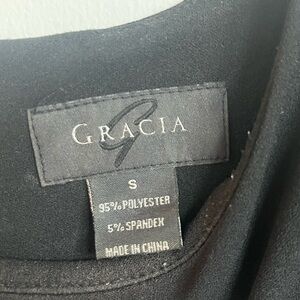 GRACIA
S
95% POLYESTER
5% SPANDEX
MADE IN CHINA